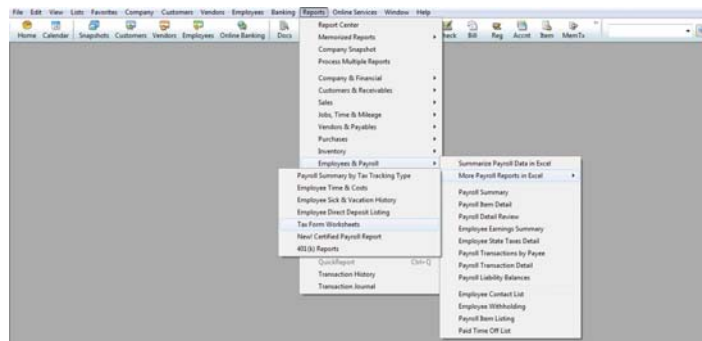 File Edit View Lists Favorites Company Customers Vendors Employees Banking Reports Online Services Window Help
Home Calendar Snapshots Customers Vendors Employees Online Banking Docs
Bill Reg Accnt Item MemTx
Report Center
Memorized Reports
Company Snapshot
Process Multiple Reports
Company & Financial
Customers & Receivables
Sales
Jobs, Time & Mileage
Vendors & Payables
Purchases
Inventory
Employees & Payroll
QuickReport Ctrl+Q
Transaction History
Transaction Journal
Summarize Payroll Data in Excel
More Payroll Reports in Excel
Payroll Summary
Payroll Item Detail
Payroll Detail Review
Employee Earnings Summary
Employee State Taxes Detail
Payroll Transactions by Payee
Payroll Transaction Detail
Payroll Liability Balances
Employee Contact List
Employee Withholding
Payroll Item Listing
Paid Time Off List
Payroll Summary by Tax Tracking Type
Employee Time & Costs
Employee Sick & Vacation History
Employee Direct Deposit Listing
Tax Form Worksheets
New! Certified Payroll Report
401(k) Reports